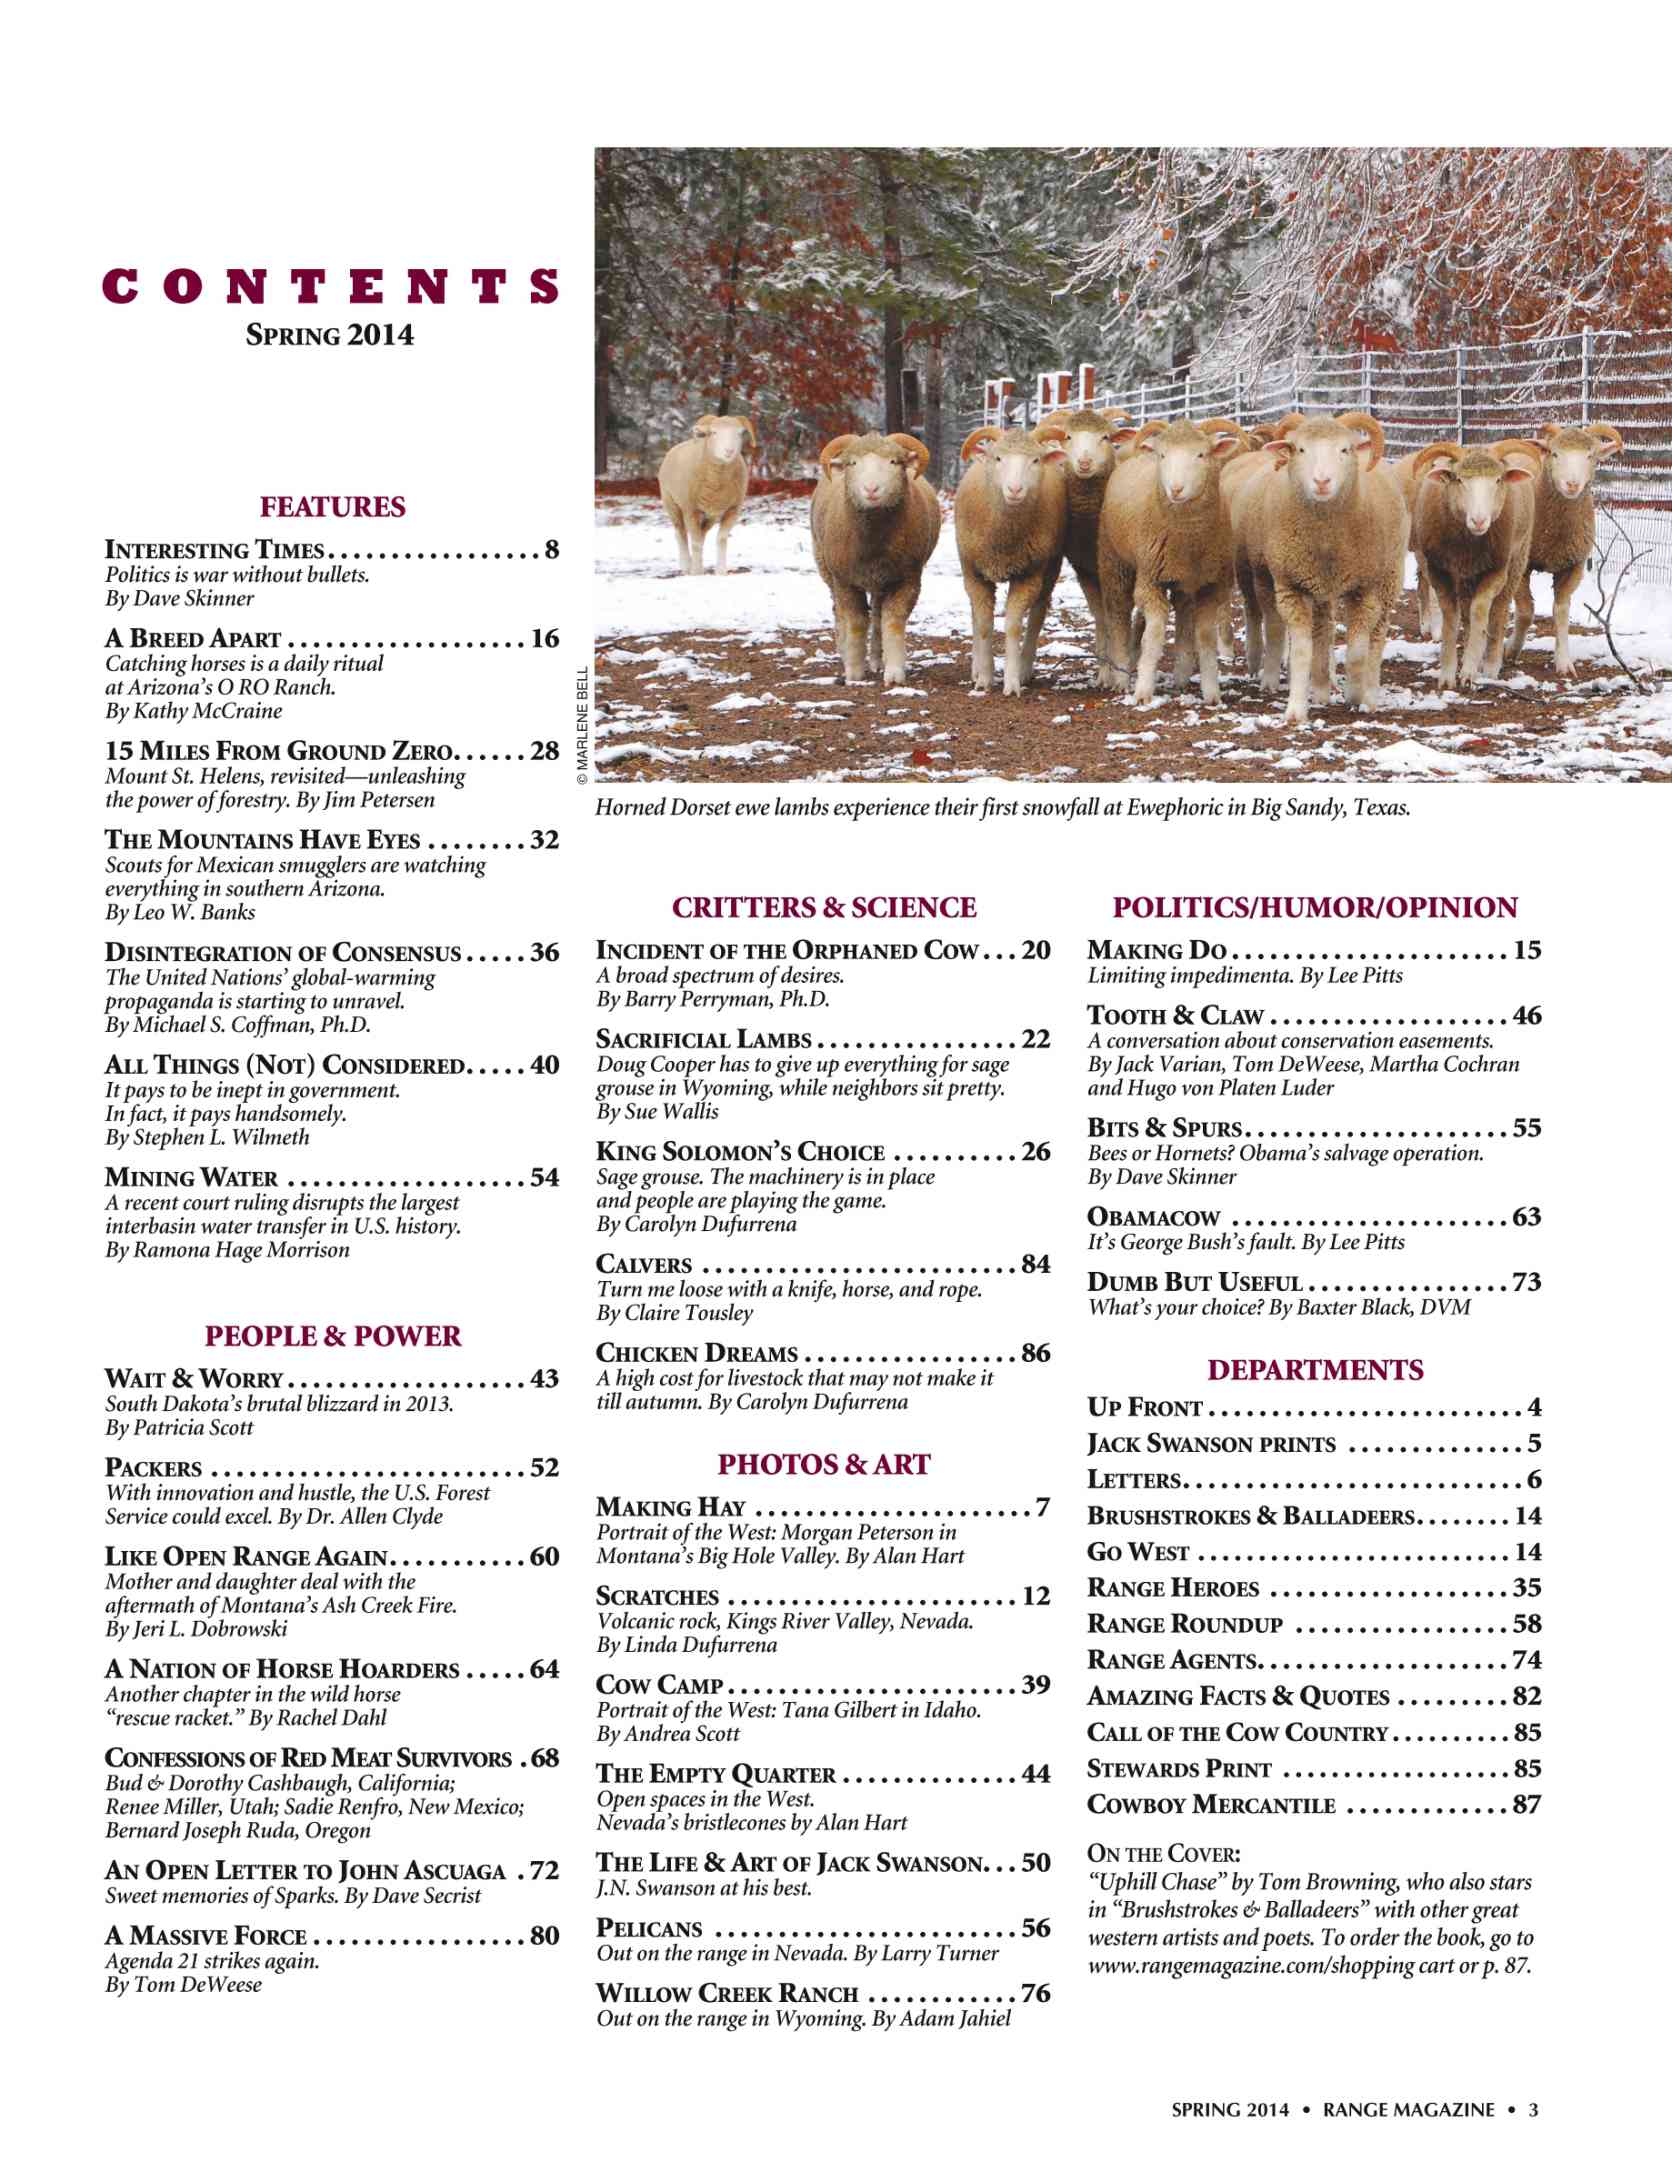 CONTENTS
SPRING 2014
FEATURES
INTERESTING TIMES.................8
Politics is war without bullets.
By Dave Skinner
A BREED APART...................16
Catching horses is a daily ritual
at Arizona's O RO Ranch.
By Kathy McCraine
15 MILES FROM GROUND ZERO......28
Mount St. Helens, revisited—unleashing
the power of forestry. By Jim Petersen
THE MOUNTAINS HAVE EYES........32
Scouts for Mexican smugglers are watching
everything in southern Arizona.
By Leo W. Banks
DISINTEGRATION OF CONSENSUS.....36
The United Nations' global-warming
propaganda is starting to unravel.
By Michael S. Coffman, Ph.D.
ALL THINGS (NOT) CONSIDERED.....40
It pays to be inept in government.
In fact, it pays handsomely.
By Stephen L. Wilmeth
MINING WATER...................54
A recent court ruling disrupts the largest
interbasin water transfer in U.S. history.
By Ramona Hage Morrison
PEOPLE & POWER
WAIT & WORRY...................43
South Dakota's brutal blizzard in 2013.
By Patricia Scott
PACKERS.........................52
With innovation and hustle, the U.S. Forest
Service could excel. By Dr. Allen Clyde
LIKE OPEN RANGE AGAIN...........60
Mother and daughter deal with the
aftermath of Montana's Ash Creek Fire.
By Jeri L. Dobrowski
A NATION OF HORSE HOARDERS.....64
Another chapter in the wild horse
"rescue racket." By Rachel Dahl
CONFESSIONS OF RED MEAT SURVIVORS.68
Bud & Dorothy Cashbaugh, California;
Renee Miller, Utah; Sadie Renfro, New Mexico;
Bernard Joseph Ruda, Oregon
AN OPEN LETTER TO JOHN ASCUAGA.72
Sweet memories of Sparks. By Dave Secrist
A MASSIVE FORCE.................80
Agenda 21 strikes again.
By Tom DeWeese
© MARLENE BELL
Horned Dorset ewe lambs experience their first snowfall at Ewephoric in Big Sandy, Texas.
CRITTERS & SCIENCE
INCIDENT OF THE ORPHANED COW...20
A broad spectrum of desires.
By Barry Perryman, Ph.D.
SACRIFICIAL LAMBS................22
Doug Cooper has to give up everything for sage
grouse in Wyoming, while neighbors sit pretty.
By Sue Wallis
KING SOLOMON'S CHOICE..........26
Sage grouse. The machinery is in place
and people are playing the game.
By Carolyn Dufurrena
CALVERS.........................84
Turn me loose with a knife, horse, and rope.
By Claire Tousley
CHICKEN DREAMS.................86
A high cost for livestock that may not make it
till autumn. By Carolyn Dufurrena
PHOTOS & ART
MAKING HAY......................7
Portrait of the West: Morgan Peterson in
Montana's Big Hole Valley. By Alan Hart
SCRATCHES.......................12
Volcanic rock, Kings River Valley, Nevada.
By Linda Dufurrena
COW CAMP.......................39
Portrait of the West: Tana Gilbert in Idaho.
By Andrea Scott
THE EMPTY QUARTER..............44
Open spaces in the West.
Nevada's bristlecones by Alan Hart
THE LIFE & ART OF JACK SWANSON...50
J.N. Swanson at his best.
PELICANS........................56
Out on the range in Nevada. By Larry Turner
WILLOW CREEK RANCH............76
Out on the range in Wyoming. By Adam Jahiel
POLITICS/HUMOR/OPINION
MAKING DO......................15
Limiting impedimenta. By Lee Pitts
TOOTH & CLAW...................46
A conversation about conservation easements.
By Jack Varian, Tom DeWeese, Martha Cochran
and Hugo von Platen Luder
BITS & SPURS.....................55
Bees or Hornets? Obama's salvage operation.
By Dave Skinner
OBAMACOW......................63
It's George Bush's fault. By Lee Pitts
DUMB BUT USEFUL................73
What's your choice? By Baxter Black, DVM
DEPARTMENTS
UP FRONT.........................4
JACK SWANSON PRINTS..............5
LETTERS...........................6
BRUSHSTROKES & BALLADEERS........14
GO WEST.........................14
RANGE HEROES...................35
RANGE ROUNDUP.................58
RANGE AGENTS....................74
AMAZING FACTS & QUOTES.........82
CALL OF THE COW COUNTRY..........85
STEWARDS PRINT..................85
COWBOY MERCANTILE.............87
ON THE COVER:
"Uphill Chase" by Tom Browning, who also stars
in "Brushstrokes & Balladeers" with other great
western artists and poets. To order the book, go to
www.rangemagazine.com/shopping cart or p. 87.
SPRING 2014 • RANGE MAGAZINE • 3